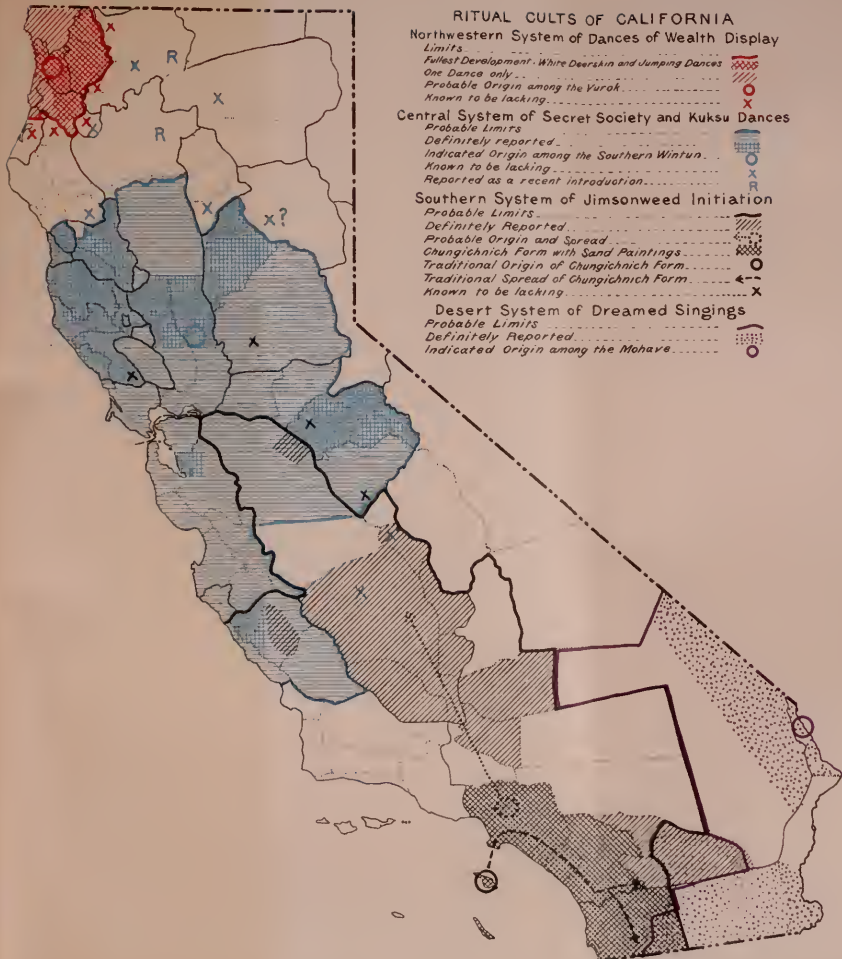 RITUAL CULTS OF CALIFORNIA
Northwestern System of Dances of Wealth Display
Limits
Fullest Development. White Deerskin and Jumping Dances
One Dance only
Probable Origin among the Yurok
Known to be lacking X
Central System of Secret Society and Kuksu Dances
Probable Limits
Definitely reported
Indicated Origin among the Southern Wintun
Known to be lacking X
Reported as a recent introduction R
Southern System of Jimsonweed Initiation
Probable Limits
Definitely Reported
Probable Origin and Spread
Chungichnich Form with Sand Paintings
Traditional Origin of Chungichnich Form
Traditional Spread of Chungichnich Form
Known to be lacking X
Desert System of Dreamed Singings
Probable Limits
Definitely Reported
Indicated Origin among the Mohave
X
X R
X
X
X X X X
R
X X X?
X
X
X
X
X
X